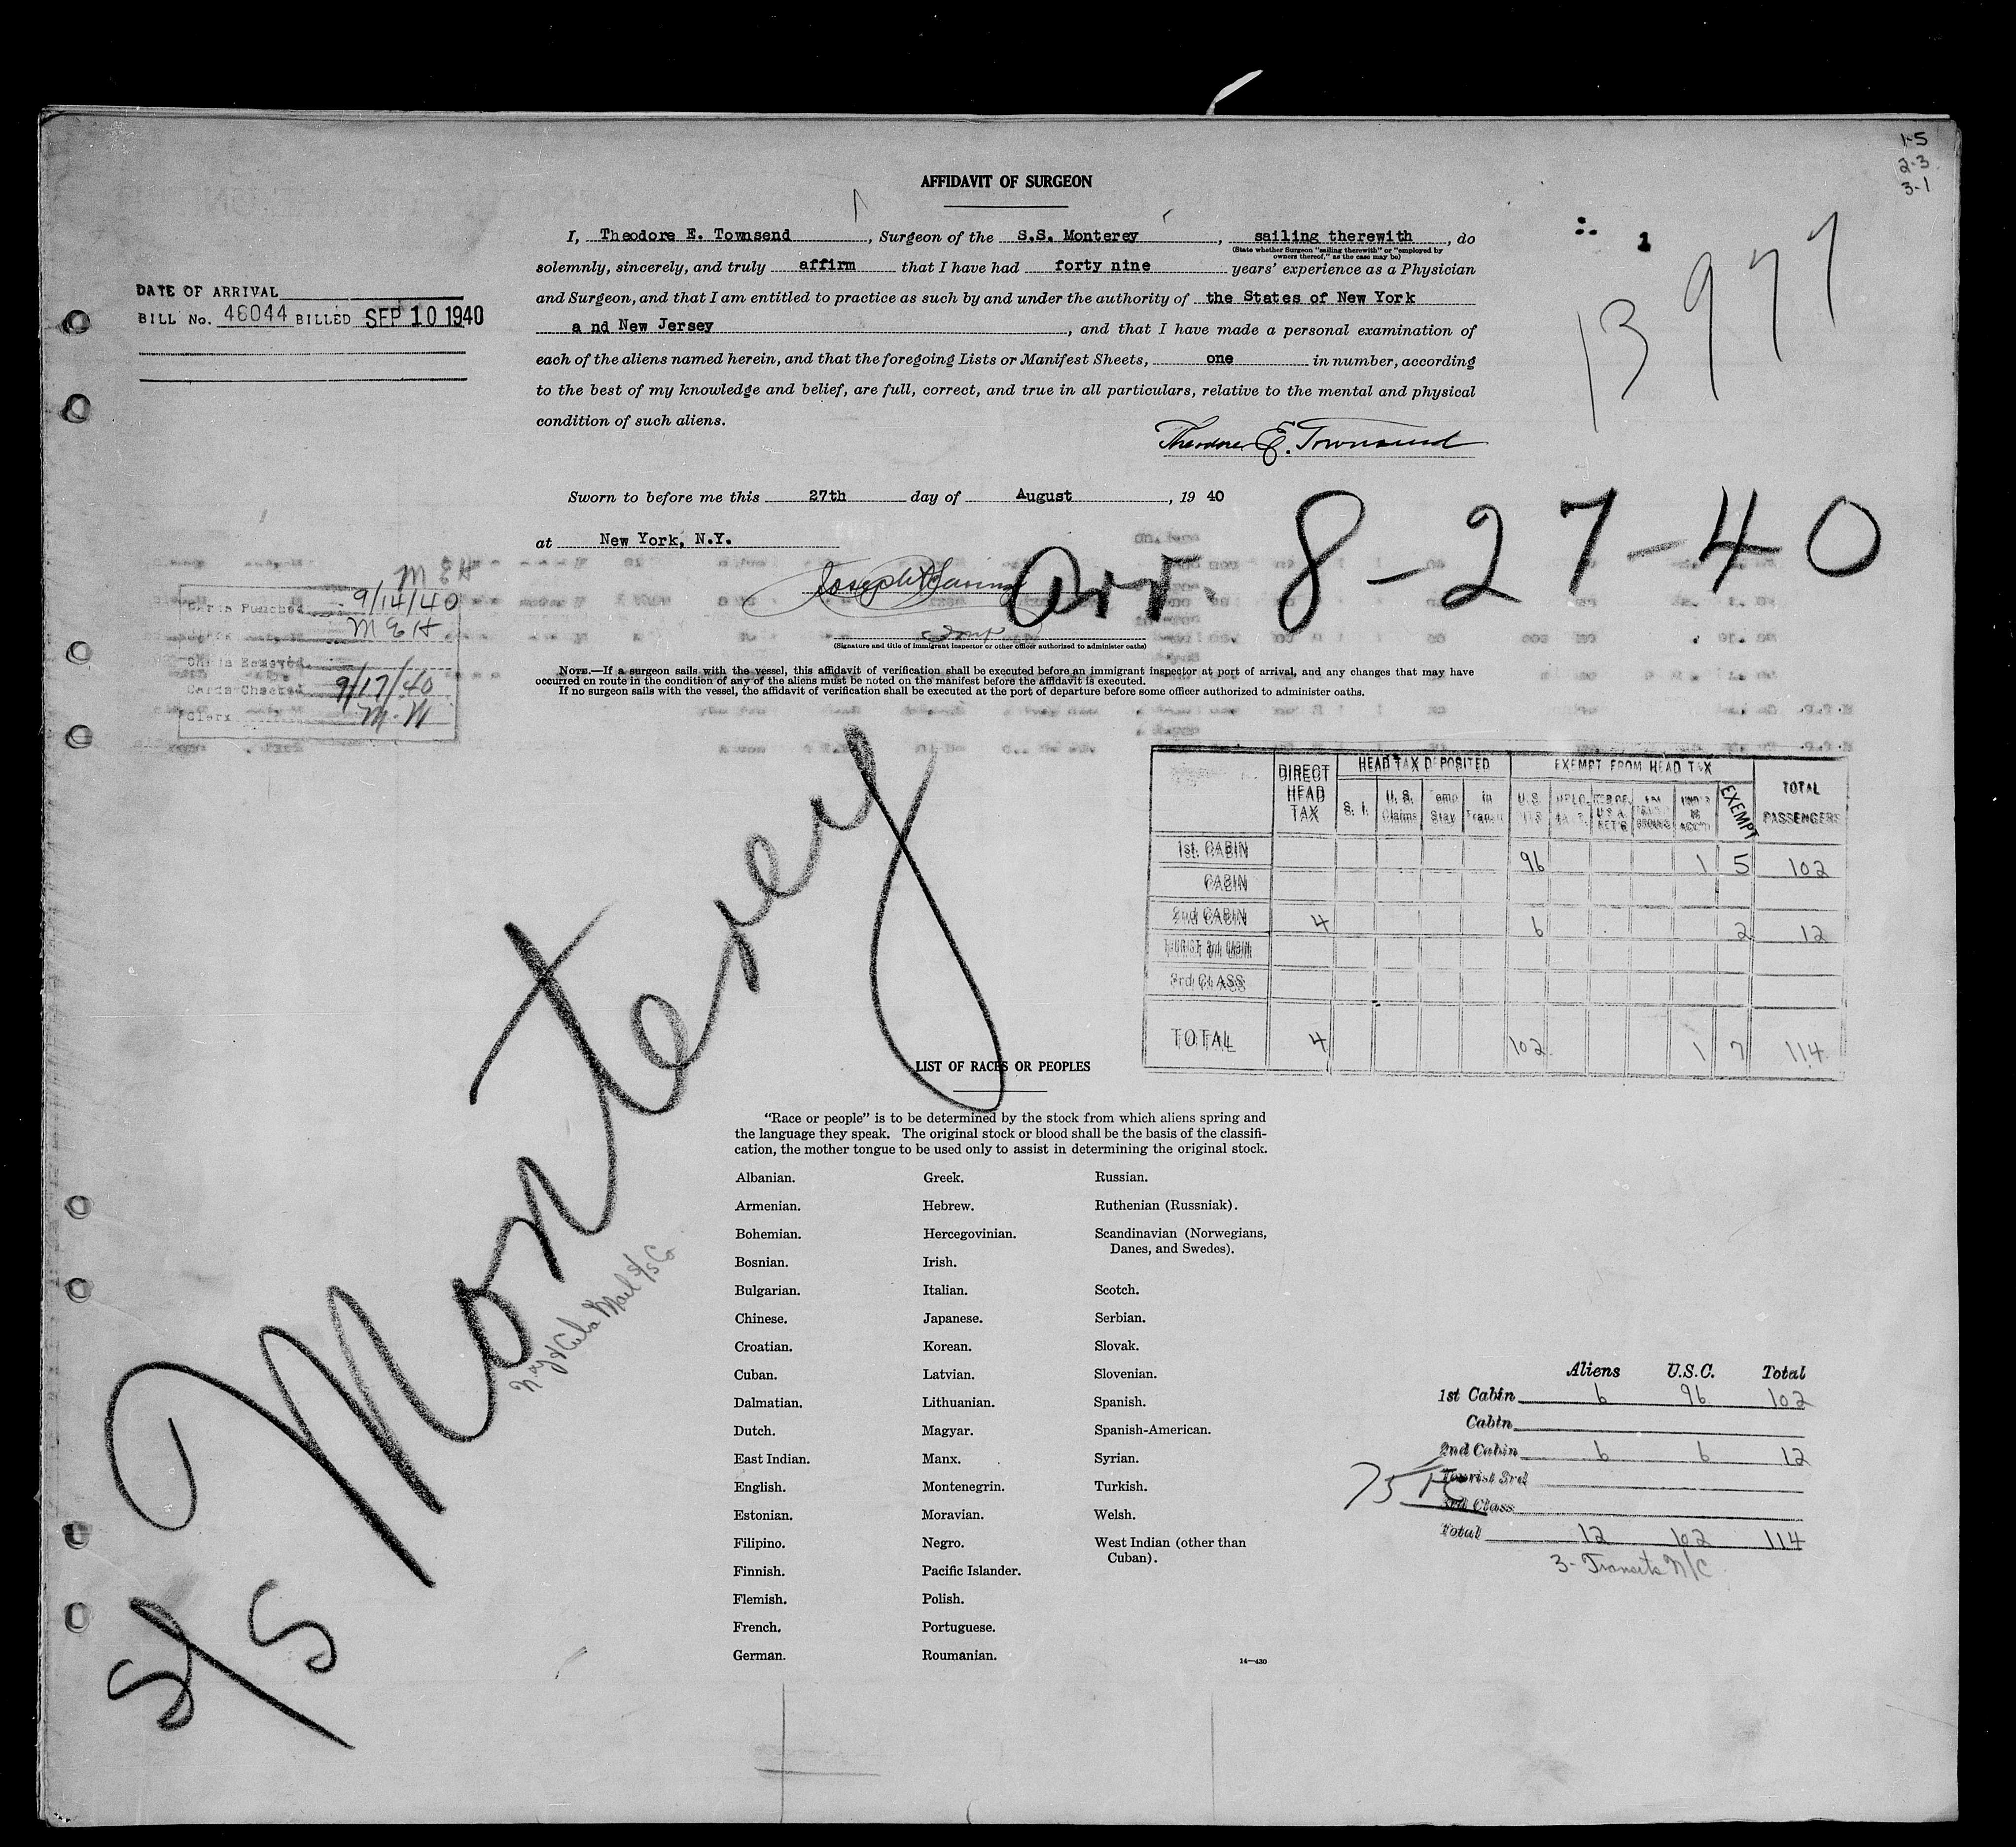 1-5
2-3
3-1
AFFIDAVIT OF SURGEON
1
13977
I, Theodore E. Townsend, Surgeon of the S.S. Monterey, sailing therewith, do
(State whether Surgeon "sailing therewith" or "employed by
owners thereof," as the case may be)
solemnly, sincerely, and truly affirm that I have had forty nine years' experience as a Physician
and Surgeon, and that I am entitled to practice as such by and under the authority of the States of New York
a nd New Jersey, and that I have made a personal examination of
each of the aliens named herein, and that the foregoing Lists or Manifest Sheets, one in number, according
to the best of my knowledge and belief, are full, correct, and true in all particulars, relative to the mental and physical
condition of such aliens.
Theodore E. Townsend
DATE OF ARRIVAL
BILL No. 46044 BILLED SEP 10 1940
Sworn to before me this 27th day of August, 19 40
at New York, N.Y.
arr. 8-27-40
Joseph
(Signature and title of immigrant inspector or other officer authorized to administer oaths)
NOTE.—If a surgeon sails with the vessel, this affidavit of verification shall be executed before an immigrant inspector at port of arrival, and any changes that may have
occurred en route in the condition of any of the aliens must be noted on the manifest before the affidavit is executed.
If no surgeon sails with the vessel, the affidavit of verification shall be executed at the port of departure before some officer authorized to administer oaths.
M E H
Cards Punched 9/14/40
M E H
Cards Checked 9/17/40
Clerk M. N
DIRECT HEAD TAX
HEAD TAX DEPOSITED
EXEMPT FROM HEAD TAX
TOTAL PASSENGERS
S. I. U. S. Claims Temp Stay In Transit U.S. EXEMPT
1st. CABIN 96 1 5 102
CABIN
2nd CABIN 4 6 2 12
TOURIST 3rd CABIN
3rd CLASS
TOTAL 4 102 1 7 114
S/S Monterey
N.Y. & Cuba Mail S/S Co
LIST OF RACES OR PEOPLES
"Race or people" is to be determined by the stock from which aliens spring and
the language they speak. The original stock or blood shall be the basis of the classifi-
cation, the mother tongue to be used only to assist in determining the original stock.
Albanian.
Armenian.
Bohemian.
Bosnian.
Bulgarian.
Chinese.
Croatian.
Cuban.
Dalmatian.
Dutch.
East Indian.
English.
Estonian.
Filipino.
Finnish.
Flemish.
French.
German.
Greek.
Hebrew.
Hercegovinian.
Irish.
Italian.
Japanese.
Korean.
Latvian.
Lithuanian.
Magyar.
Manx.
Montenegrin.
Moravian.
Negro.
Pacific Islander.
Polish.
Portuguese.
Roumanian.
Russian.
Ruthenian (Russniak).
Scandinavian (Norwegians,
Danes, and Swedes).
Scotch.
Serbian.
Slovak.
Slovenian.
Spanish.
Spanish-American.
Syrian.
Turkish.
Welsh.
West Indian (other than
Cuban).
14—430
Aliens U.S.C. Total
1st Cabin 6 96 102
Cabin
2nd Cabin 6 6 12
Tourist 3rd
3rd Class
Total 12 102 114
3- Transits N/C